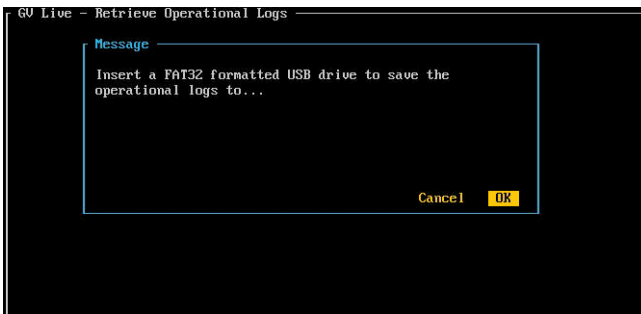 GV Live - Retrieve Operational Logs
Message
Insert a FAT32 formatted USB drive to save the
operational logs to...
Cancel OK